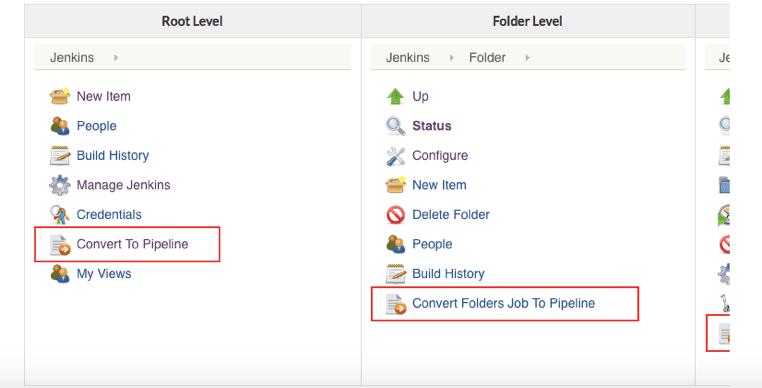 Root Level
Jenkins
New Item
People
Build History
Manage Jenkins
Credentials
Convert To Pipeline
My Views
Folder Level
Jenkins Folder
Up
Status
Configure
New Item
Delete Folder
People
Build History
Convert Folders Job To Pipeline